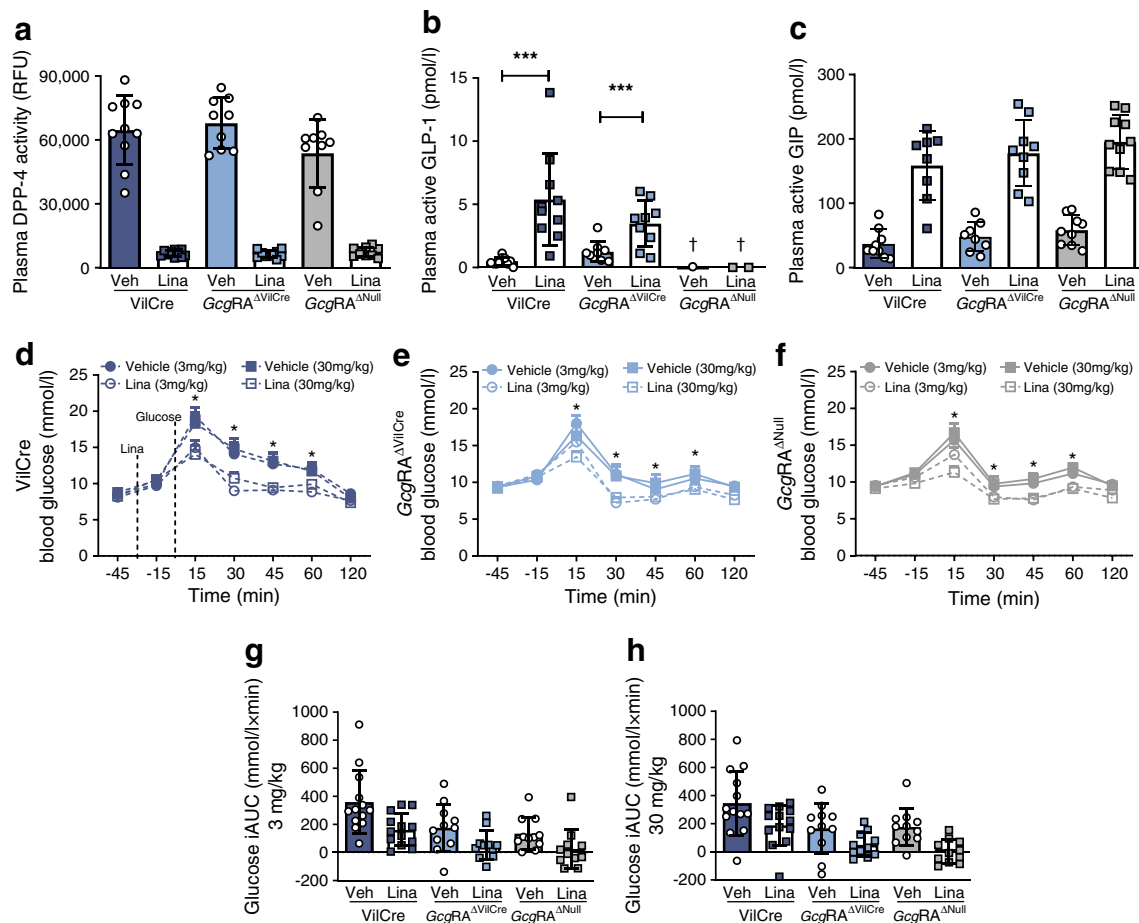 a
Plasma DPP-4 activity (RFU)
90,000
60,000
30,000
0
Veh Lina Veh Lina Veh Lina
VilCre GcgRA^ΔVilCre GcgRA^ΔNull
b
Plasma active GLP-1 (pmol/l)
15
10
5
0
*** ***
† †
Veh Lina Veh Lina Veh Lina
VilCre GcgRA^ΔVilCre GcgRA^ΔNull
c
Plasma active GIP (pmol/l)
300
200
100
0
Veh Lina Veh Lina Veh Lina
VilCre GcgRA^ΔVilCre GcgRA^ΔNull
d
Vehicle (3mg/kg) Vehicle (30mg/kg)
Lina (3mg/kg) Lina (30mg/kg)
VilCre
blood glucose (mmol/l)
25
20
15
10
5
0
Lina
Glucose
* * * *
-45 -15 15 30 45 60 120
Time (min)
e
Vehicle (3mg/kg) Vehicle (30mg/kg)
Lina (3mg/kg) Lina (30mg/kg)
GcgRA^ΔVilCre
blood glucose (mmol/l)
25
20
15
10
5
0
* * * *
-45 -15 15 30 45 60 120
Time (min)
f
Vehicle (3mg/kg) Vehicle (30mg/kg)
Lina (3mg/kg) Lina (30mg/kg)
GcgRA^ΔNull
blood glucose (mmol/l)
25
20
15
10
5
0
* * * *
-45 -15 15 30 45 60 120
Time (min)
g
Glucose iAUC (mmol/l×min)
3 mg/kg
1000
800
600
400
200
0
-200
Veh Lina Veh Lina Veh Lina
VilCre GcgRA^ΔVilCre GcgRA^ΔNull
h
Glucose iAUC (mmol/l×min)
30 mg/kg
1000
800
600
400
200
0
-200
Veh Lina Veh Lina Veh Lina
VilCre GcgRA^ΔVilCre GcgRA^ΔNull